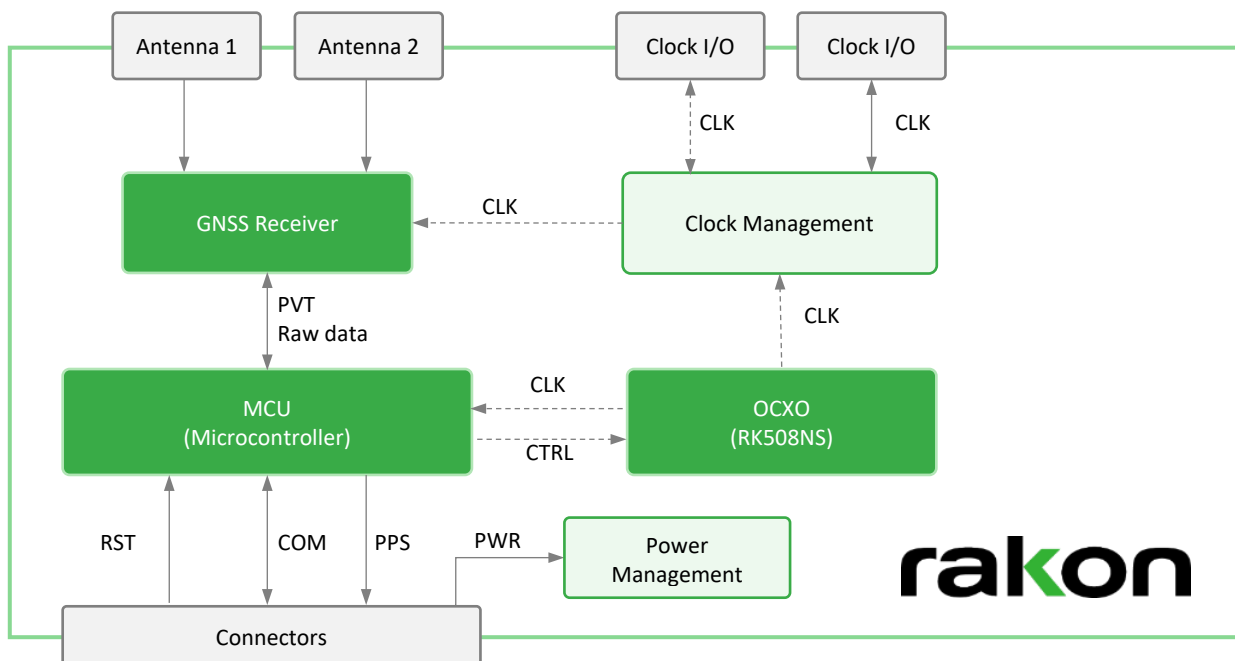 Antenna 1
Antenna 2
Clock I/O
Clock I/O
CLK
CLK
GNSS Receiver
CLK
Clock Management
PVT
Raw data
CLK
MCU
(Microcontroller)
CLK
CTRL
OCXO
(RK508NS)
RST
COM
PPS
PWR
Power
Management
rakon
Connectors